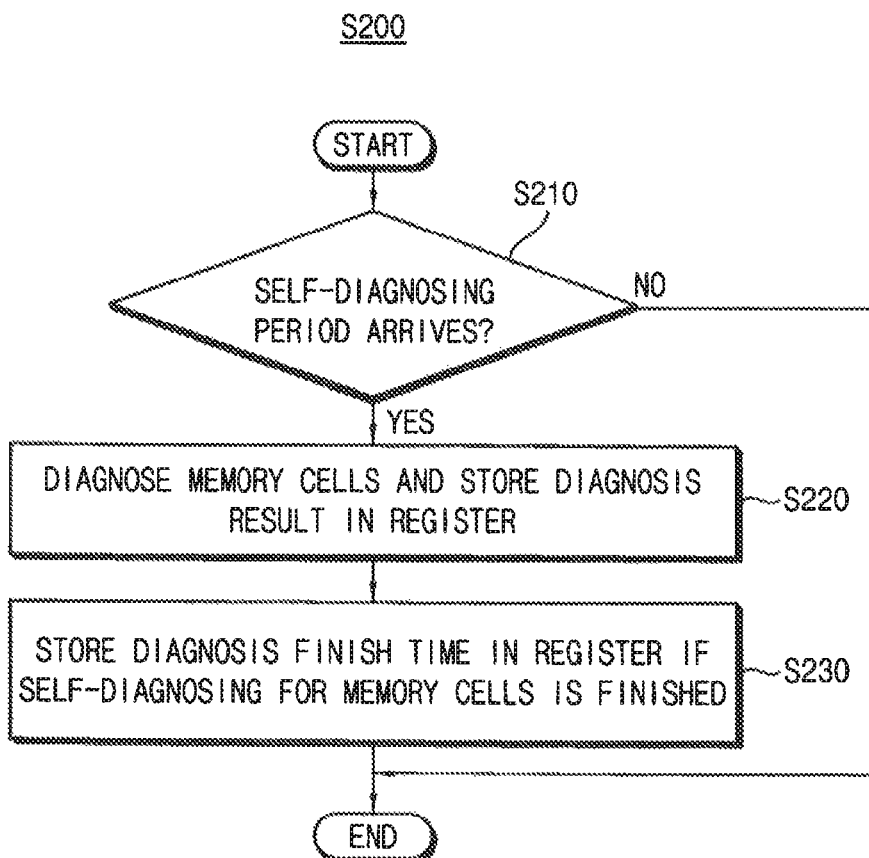 S200
START
S210
SELF-DIAGNOSING
PERIOD ARRIVES?
NO
YES
DIAGNOSE MEMORY CELLS AND STORE DIAGNOSIS
RESULT IN REGISTER
S220
STORE DIAGNOSIS FINISH TIME IN REGISTER IF
SELF-DIAGNOSING FOR MEMORY CELLS IS FINISHED
S230
END